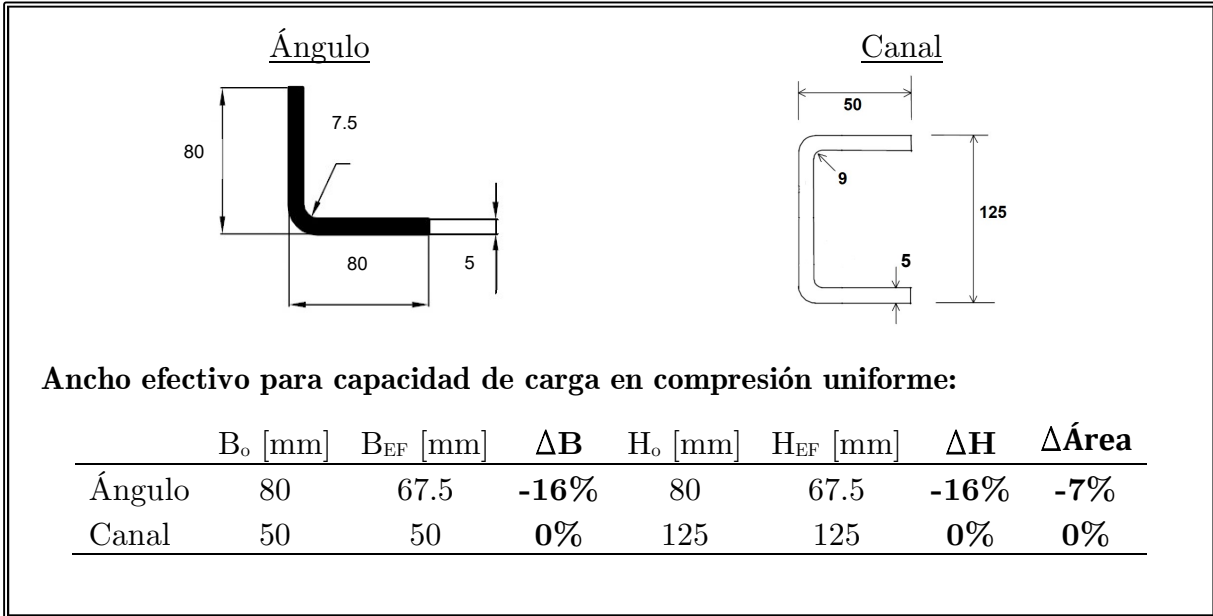 Ángulo
Canal
80
7.5
80
5
50
9
125
5
Ancho efectivo para capacidad de carga en compresión uniforme:
Bₒ [mm] B_EF [mm] ΔB Hₒ [mm] H_EF [mm] ΔH ΔÁrea
Ángulo 80 67.5 -16% 80 67.5 -16% -7%
Canal 50 50 0% 125 125 0% 0%